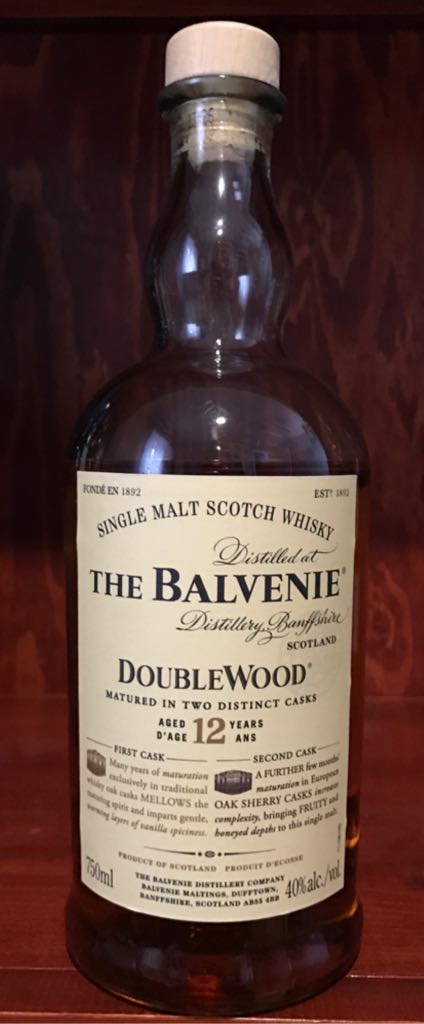 FONDÉ EN 1892
ESTD 1892
SINGLE MALT SCOTCH WHISKY
Distilled at
THE BALVENIE®
Distillery, Banffshire
SCOTLAND
DOUBLEWOOD®
MATURED IN TWO DISTINCT CASKS
AGED 12 YEARS
D'AGE ANS
FIRST CASK
Many years of maturation
exclusively in traditional
whisky oak casks MELLOWS the
maturing spirit and imparts gentle,
warming layers of vanilla spiciness.
SECOND CASK
A FURTHER few months'
maturation in European
OAK SHERRY CASKS increases
complexity, bringing FRUITY and
honeyed depths to this single malt.
PRODUCT OF SCOTLAND PRODUIT D'ECOSSE
750ml
THE BALVENIE DISTILLERY COMPANY
BALVENIE MALTINGS, DUFFTOWN,
BANFFSHIRE, SCOTLAND AB55 4BB
40%alc./vol.